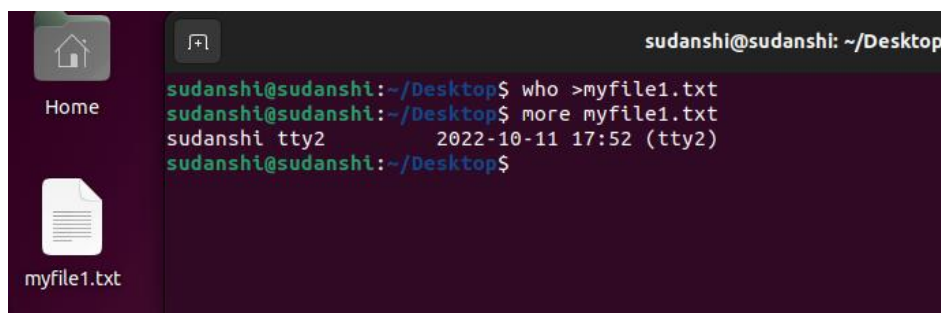 sudanshi@sudanshi: ~/Desktop
Home
sudanshi@sudanshi:~/Desktop$ who >myfile1.txt
sudanshi@sudanshi:~/Desktop$ more myfile1.txt
sudanshi tty2         2022-10-11 17:52 (tty2)
sudanshi@sudanshi:~/Desktop$
myfile1.txt